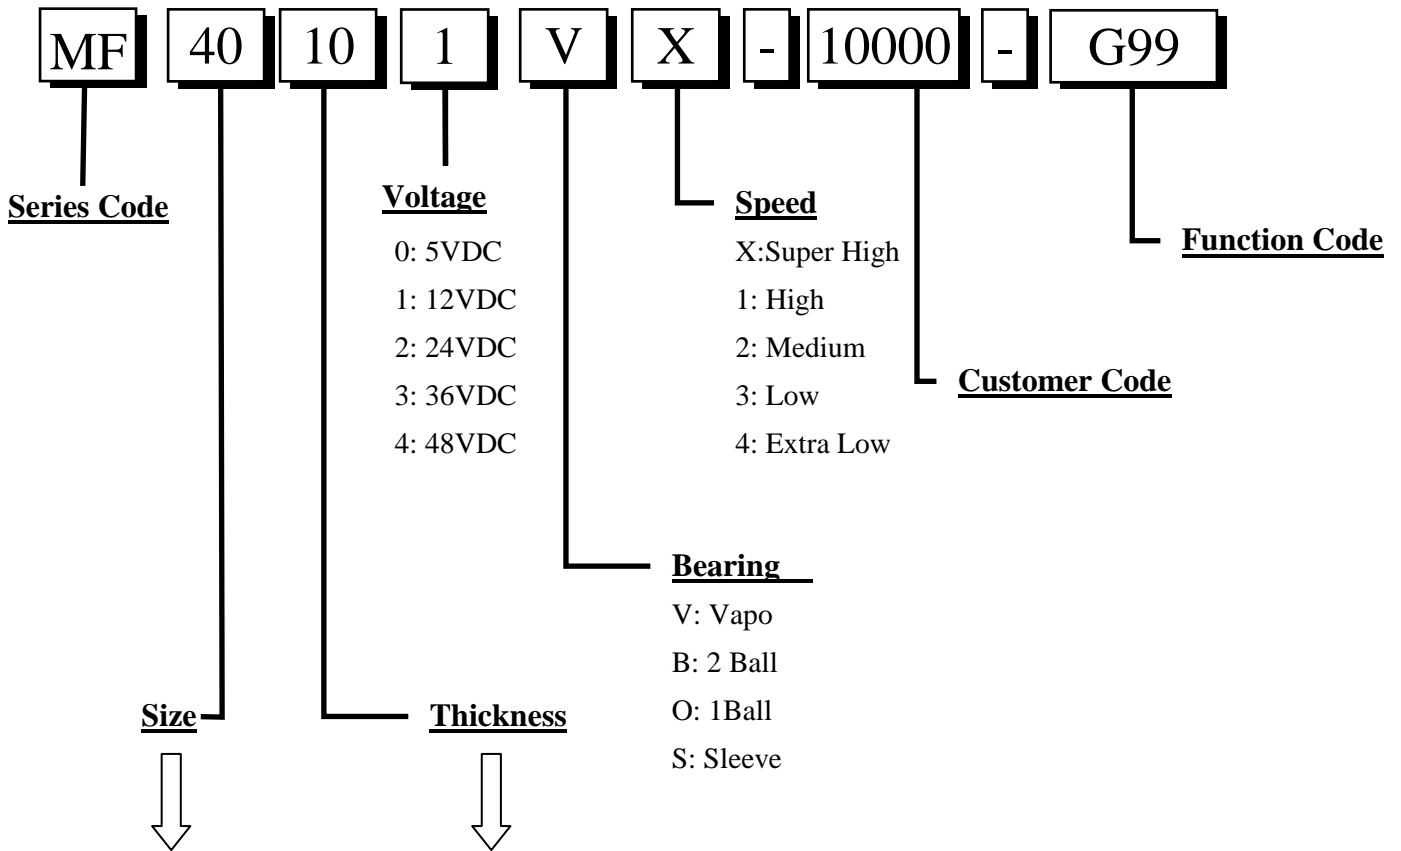 MF 40 10 1 V X - 10000 - G99
Series Code
Voltage
0: 5VDC
1: 12VDC
2: 24VDC
3: 36VDC
4: 48VDC
Speed
X:Super High
1: High
2: Medium
3: Low
4: Extra Low
Function Code
Customer Code
Bearing
V: Vapo
B: 2 Ball
O: 1Ball
S: Sleeve
Size
Thickness